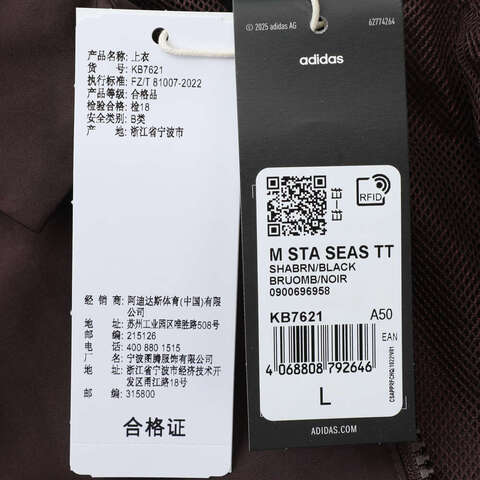 产品名称: 上衣
货 号: KB7621
执行标准: FZ/T 81007-2022
产品等级: 合格品
检验合格: 检18
安全类别: B类
产 地: 浙江省宁波市
经 销 商: 阿迪达斯体育(中国)有限
公司
地 址: 苏州工业园区唯胜路508号
邮 编: 215126
电 话: 400 880 1515
厂 名: 宁波图腾服饰有限公司
地 址: 浙江省宁波市经济技术开
发区甬江路18号
邮 编: 315800
合格证
© 2025 adidas AG
62774264
adidas
RFID
M STA SEAS TT
SHABRN/BLACK
BRUOMB/NOIR
0900696958
KB7621
A50
EAN
4 068808 792646
L
ADIDAS.COM